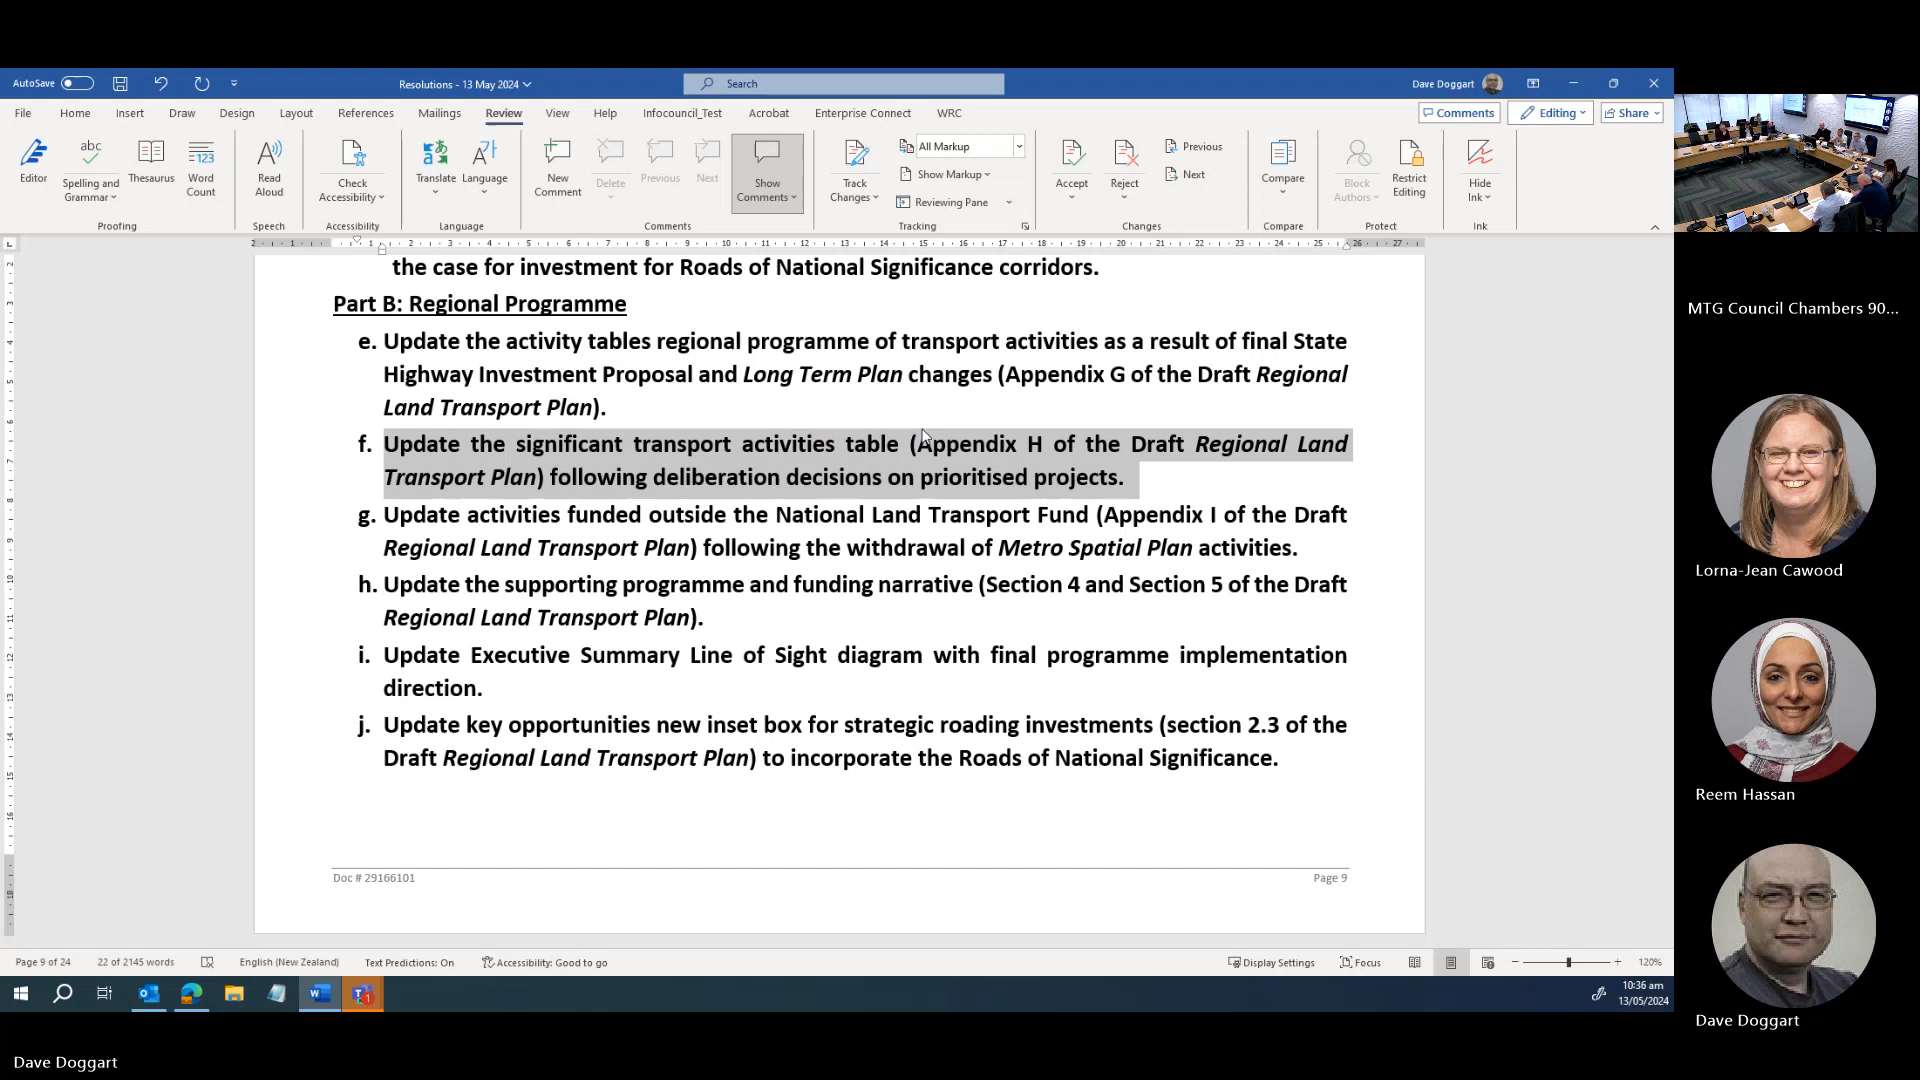 AutoSave
Resolutions - 13 May 2024
Search
Dave Doggart
File Home Insert Draw Design Layout References Mailings Review View Help Infocouncil_Test Acrobat Enterprise Connect WRC
Comments Editing Share
Editor
Spelling and Grammar
Thesaurus
Word Count
Read Aloud
Check Accessibility
Translate
Language
New Comment
Delete
Previous
Next
Show Comments
Track Changes
All Markup
Show Markup
Reviewing Pane
Accept
Reject
Previous
Next
Compare
Block Authors
Restrict Editing
Hide Ink
Proofing Speech Accessibility Language Comments Tracking Changes Compare Protect Ink
the case for investment for Roads of National Significance corridors.
Part B: Regional Programme
e. Update the activity tables regional programme of transport activities as a result of final State
Highway Investment Proposal and Long Term Plan changes (Appendix G of the Draft Regional
Land Transport Plan).
f. Update the significant transport activities table (Appendix H of the Draft Regional Land
Transport Plan) following deliberation decisions on prioritised projects.
g. Update activities funded outside the National Land Transport Fund (Appendix I of the Draft
Regional Land Transport Plan) following the withdrawal of Metro Spatial Plan activities.
h. Update the supporting programme and funding narrative (Section 4 and Section 5 of the Draft
Regional Land Transport Plan).
i. Update Executive Summary Line of Sight diagram with final programme implementation
direction.
j. Update key opportunities new inset box for strategic roading investments (section 2.3 of the
Draft Regional Land Transport Plan) to incorporate the Roads of National Significance.
Doc # 29166101
Page 9
Page 9 of 24 22 of 2145 words English (New Zealand) Text Predictions: On Accessibility: Good to go
Display Settings Focus 120%
10:36 am
13/05/2024
MTG Council Chambers 90...
Lorna-Jean Cawood
Reem Hassan
Dave Doggart
Dave Doggart